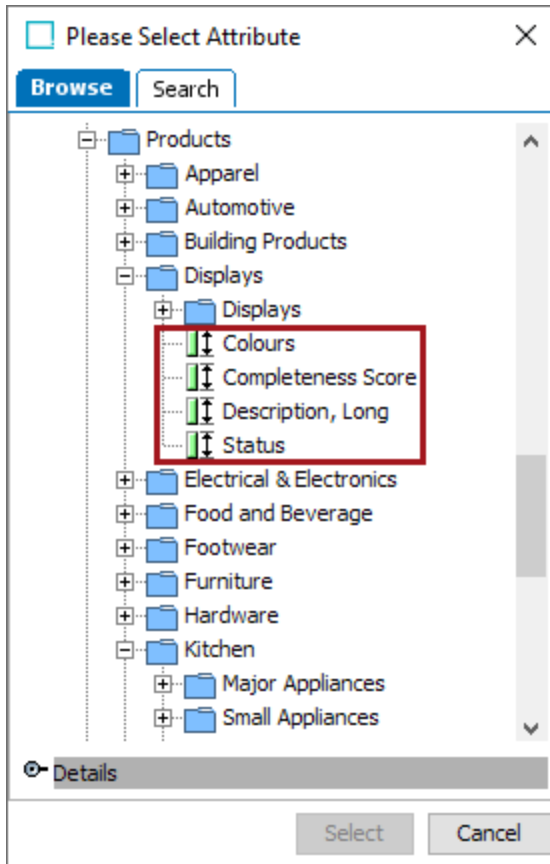 Please Select Attribute
Browse
Search
Products
Apparel
Automotive
Building Products
Displays
Displays
Colours
Completeness Score
Description, Long
Status
Electrical & Electronics
Food and Beverage
Footwear
Furniture
Hardware
Kitchen
Major Appliances
Small Appliances
Details
Select
Cancel